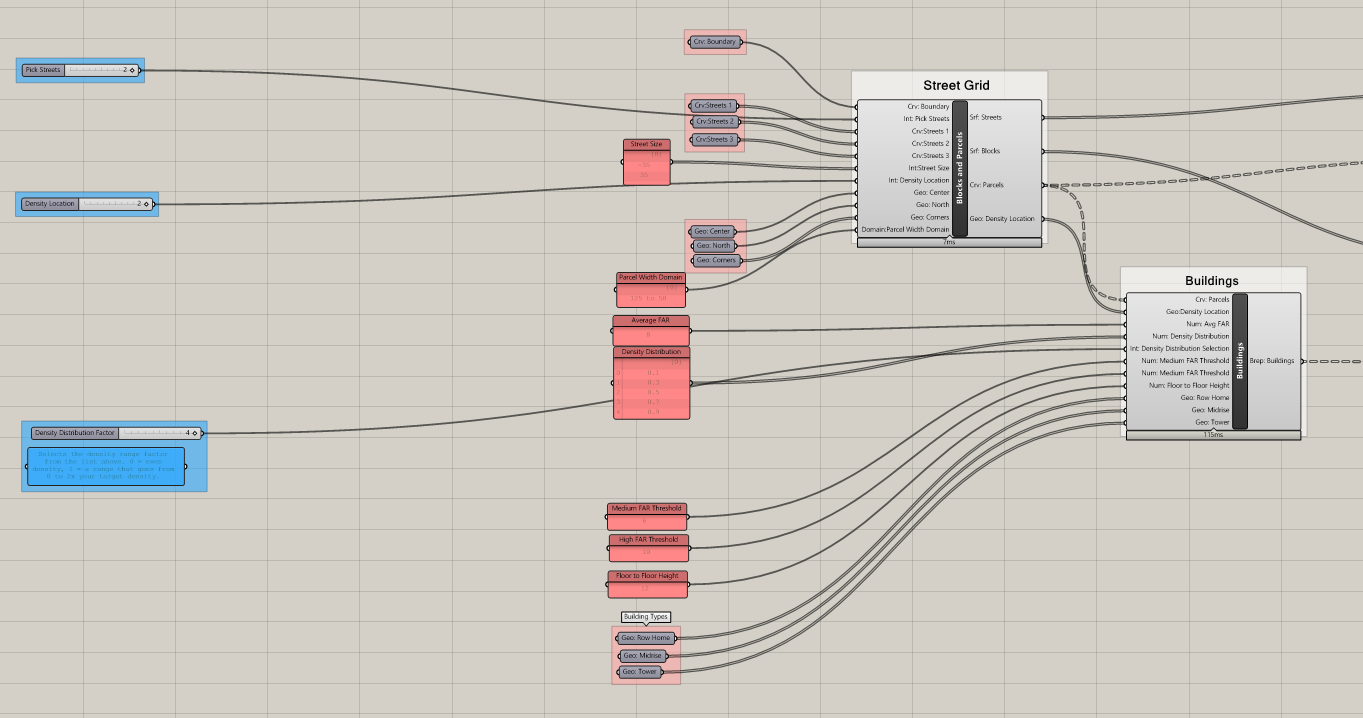 Crv: Boundary
Pick Streets 2
Street Grid
Crv:Streets 1
Crv:Streets 2
Crv:Streets 3
Street Size
Density Location 2
Crv: Boundary
Int: Pick Streets
Crv:Streets 1
Crv:Streets 2
Crv:Streets 3
Int:Street Size
Int: Density Location
Geo: Center
Geo: North
Geo: Corners
Domain:Parcel Width Domain
Blocks and Parcels
Srf: Streets
Srf: Blocks
Crv: Parcels
Geo: Density Location
7ms
Geo: Center
Geo: North
Geo: Corners
Parcel Width Domain
125 to 50
Average FAR
Density Distribution
0 0.1
1 0.3
2 0.5
3 0.7
4 0.9
Buildings
Crv: Parcels
Geo:Density Location
Num: Avg FAR
Num: Density Distribution
Int: Density Distribution Selection
Num: Medium FAR Threshold
Num: Medium FAR Threshold
Num: Floor to Floor Height
Geo: Row Home
Geo: Midrise
Geo: Tower
Buildings
Brep: Buildings
115ms
Density Distribution Factor 4
Selects the density range factor
from the list above. 0 = even
density, 1 = a range that goes from
0 to 2x your target density.
Medium FAR Threshold
High FAR Threshold
Floor to Floor Height
Building Types
Geo: Row Home
Geo: Midrise
Geo: Tower